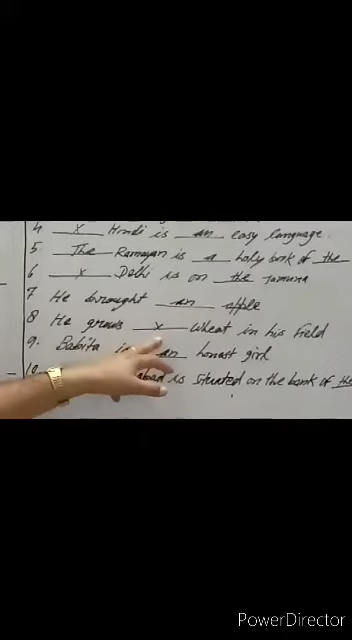 4 x Hindi is an easy language.
5 The Ramayan is a holy book of the
6 x Delhi is on the Jamuna
7 He brought an apple
8 He grows x wheat in his field
9. Babita is an honest girl
10. abad is situated on the bank of the
PowerDirector